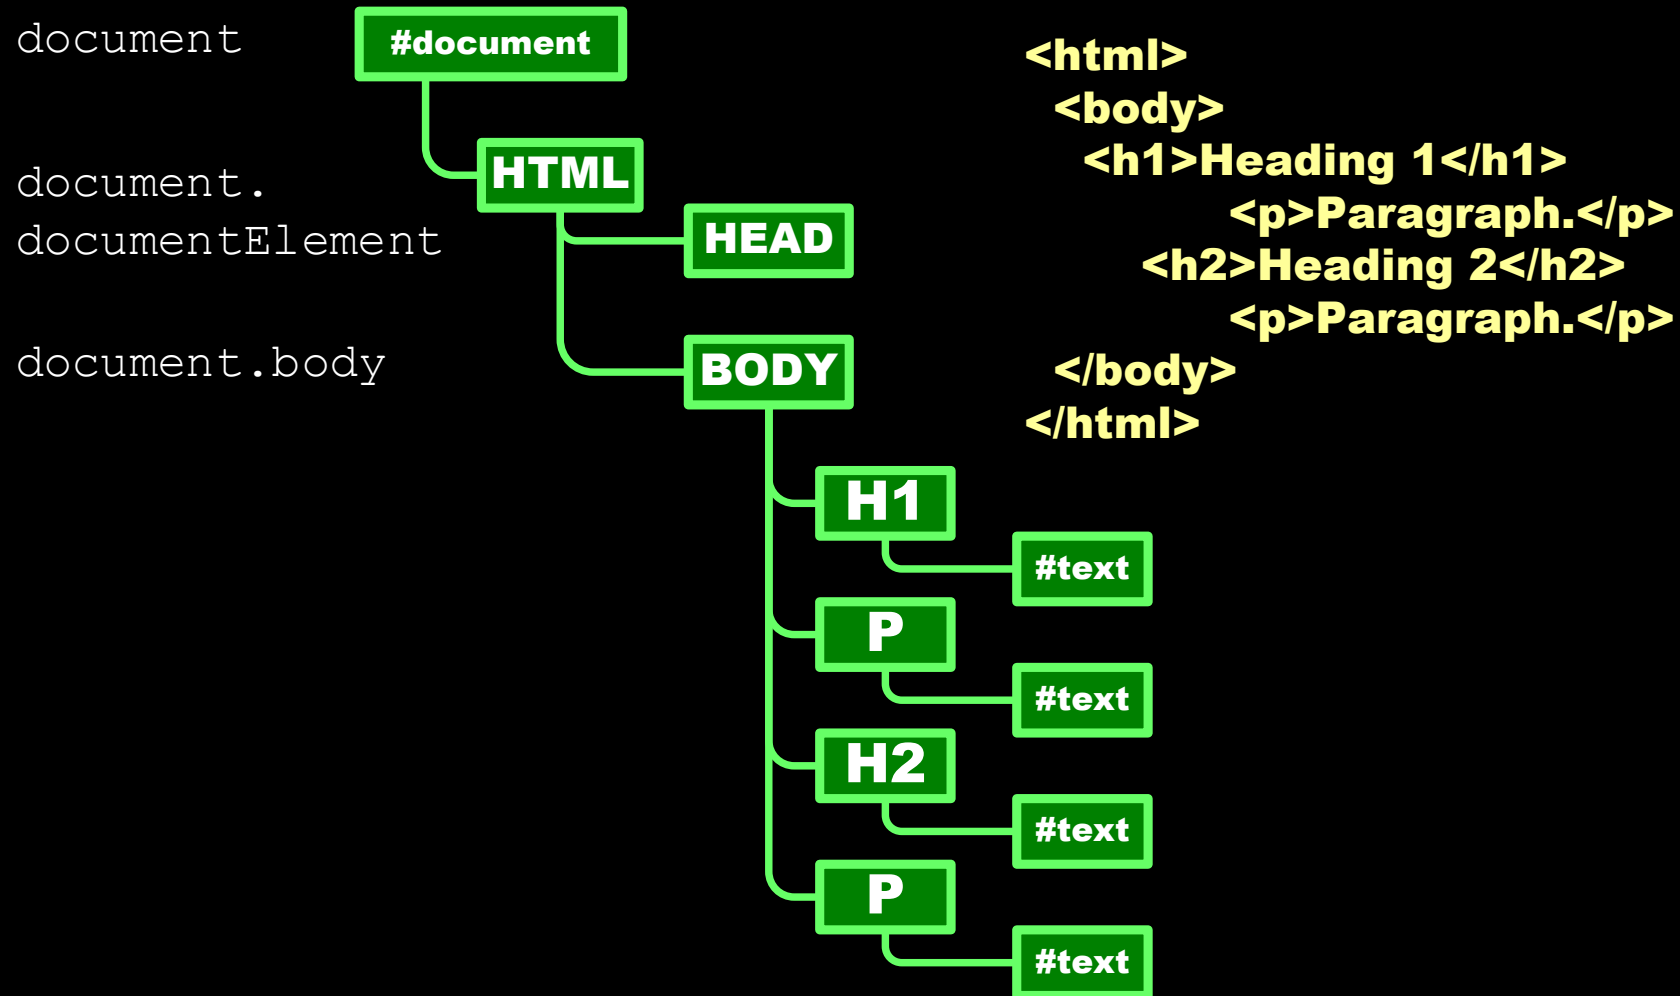 document
#document
HTML
document.
documentElement
HEAD
document.body
BODY
H1
#text
P
#text
H2
#text
P
#text
<html>
<body>
<h1>Heading 1</h1>
<p>Paragraph.</p>
<h2>Heading 2</h2>
<p>Paragraph.</p>
</body>
</html>